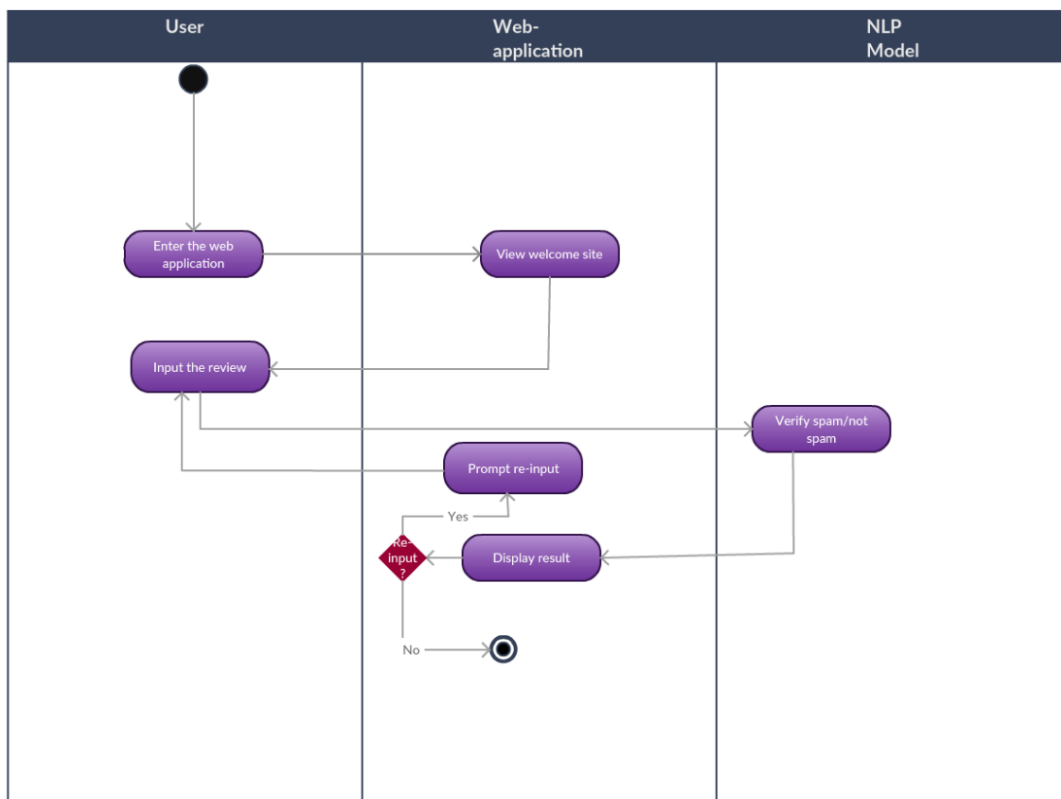 User
Web-
application
NLP
Model
Enter the web
application
View welcome site
Input the review
Verify spam/not
spam
Prompt re-input
Yes
Re-
input
?
Display result
No